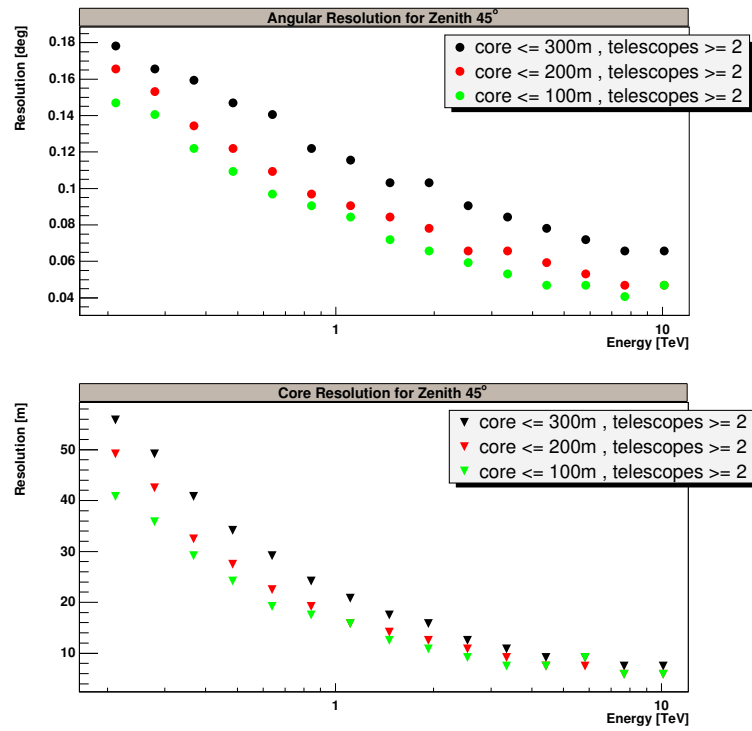 Angular Resolution for Zenith 45°
Resolution [deg]
0.18
0.16
0.14
0.12
0.1
0.08
0.06
0.04
core <= 300m , telescopes >= 2
core <= 200m , telescopes >= 2
core <= 100m , telescopes >= 2
1
10
Energy [TeV]
Core Resolution for Zenith 45°
Resolution [m]
50
40
30
20
10
core <= 300m , telescopes >= 2
core <= 200m , telescopes >= 2
core <= 100m , telescopes >= 2
1
10
Energy [TeV]